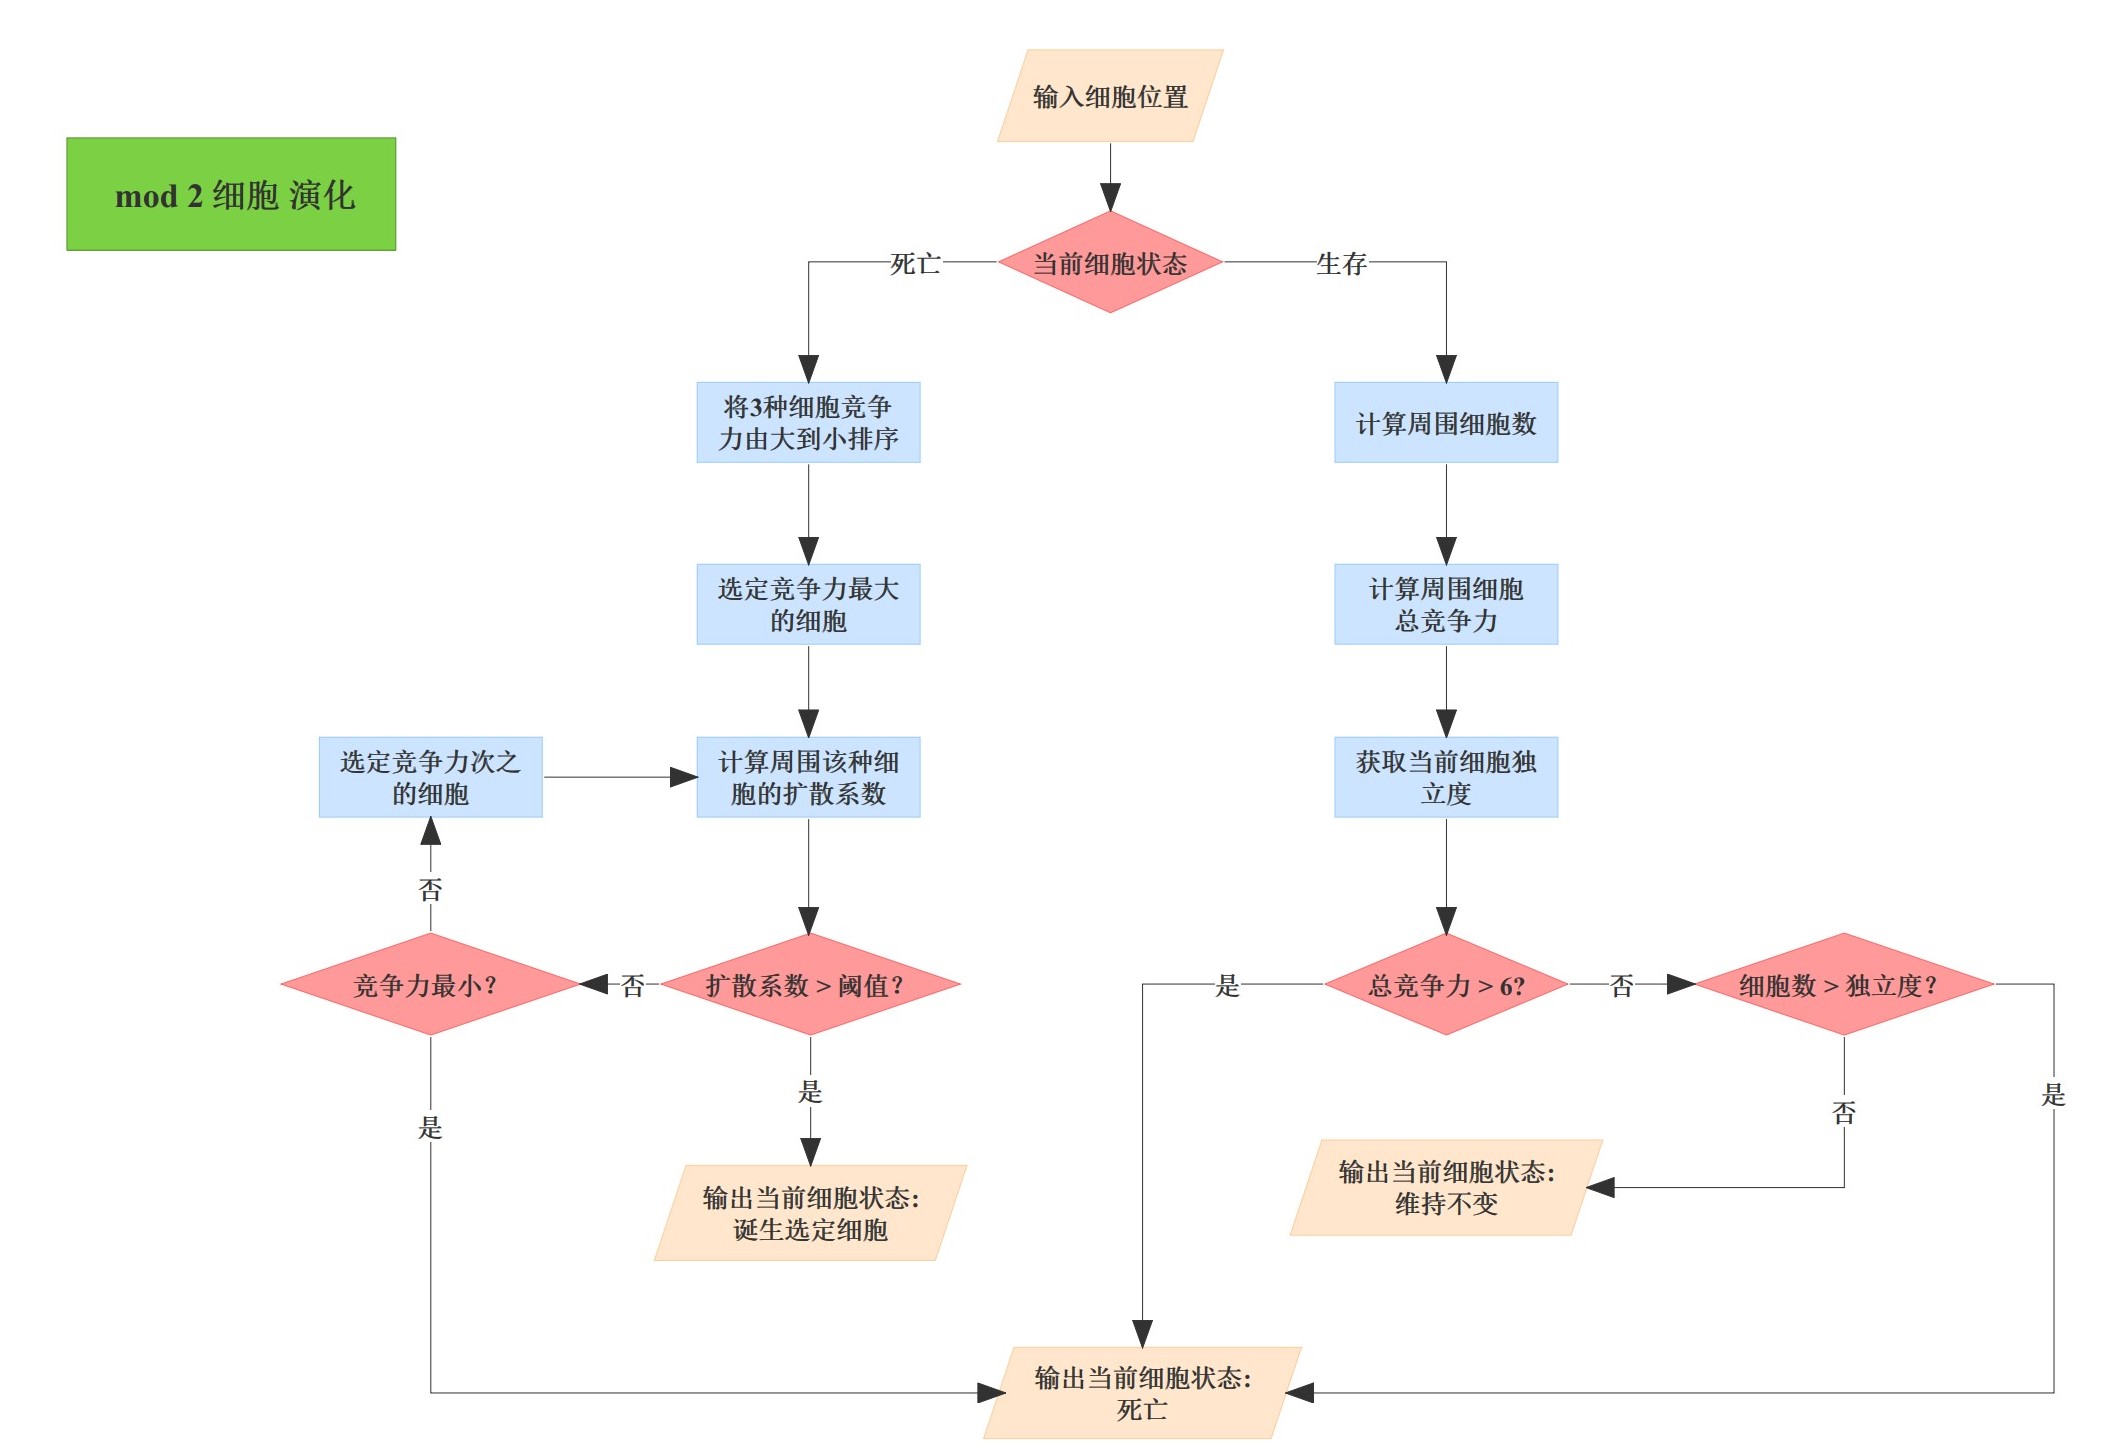 输入细胞位置
mod 2 细胞 演化
当前细胞状态
死亡
生存
将3种细胞竞争
力由大到小排序
计算周围细胞数
选定竞争力最大
的细胞
计算周围细胞
总竞争力
选定竞争力次之
的细胞
计算周围该种细
胞的扩散系数
获取当前细胞独
立度
否
竞争力最小？
否
扩散系数 > 阈值？
是
总竞争力 > 6?
否
细胞数 > 独立度？
是
是
否
是
输出当前细胞状态：
诞生选定细胞
输出当前细胞状态：
维持不变
输出当前细胞状态：
死亡